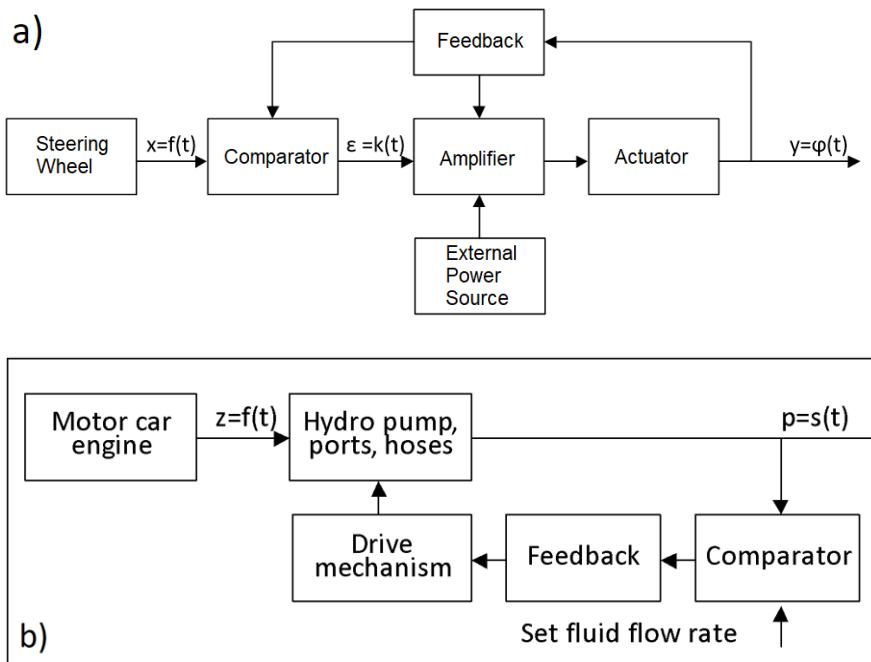 a)
Feedback
Steering
Wheel
x=f(t)
Comparator
ε =k(t)
Amplifier
Actuator
y=φ(t)
External
Power
Source
Motor car
engine
z=f(t)
Hydro pump,
ports, hoses
p=s(t)
Drive
mechanism
Feedback
Comparator
Set fluid flow rate
b)